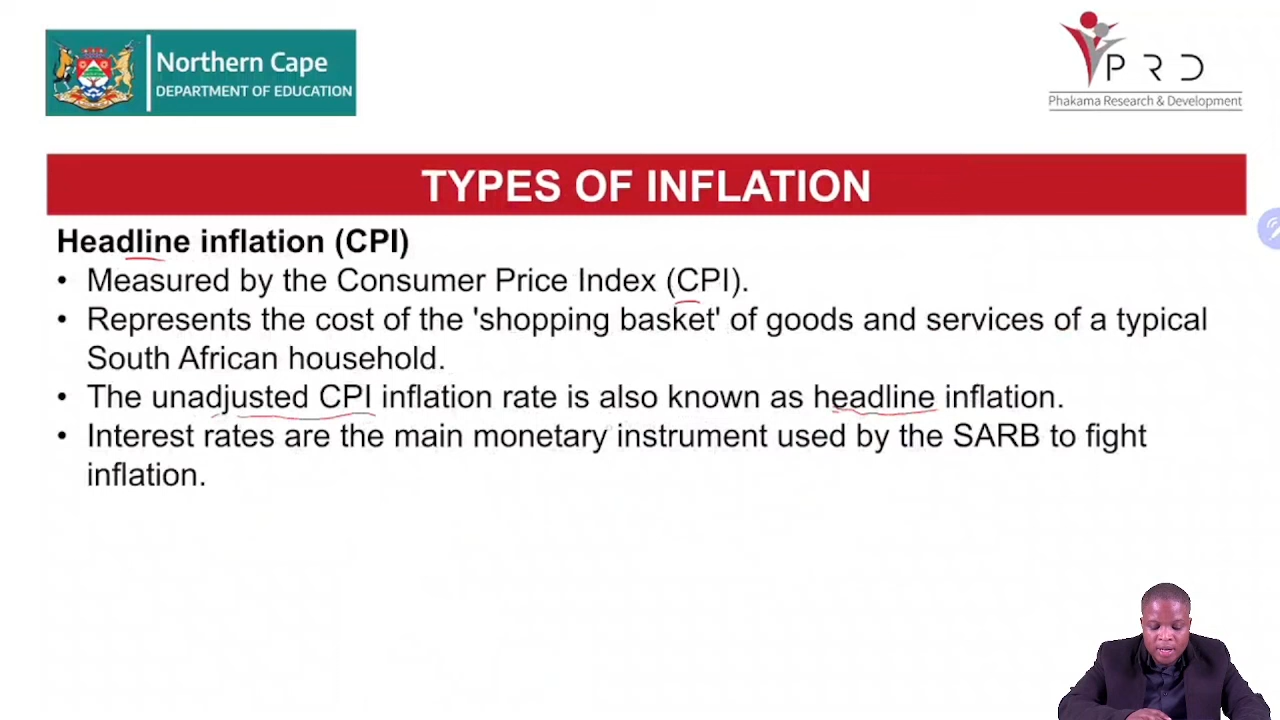 Northern Cape
DEPARTMENT OF EDUCATION
P R D
Phakama Research & Development
TYPES OF INFLATION
Headline inflation (CPI)
• Measured by the Consumer Price Index (CPI).
• Represents the cost of the 'shopping basket' of goods and services of a typical
South African household.
• The unadjusted CPI inflation rate is also known as headline inflation.
• Interest rates are the main monetary instrument used by the SARB to fight
inflation.